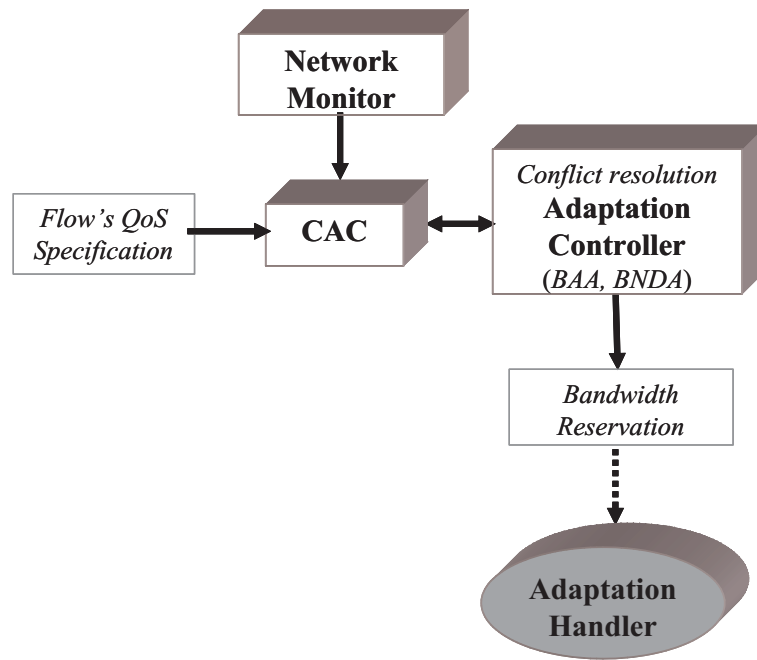 Network
Monitor
Flow's QoS
Specification
CAC
Conflict resolution
Adaptation
Controller
(BAA, BNDA)
Bandwidth
Reservation
Adaptation
Handler